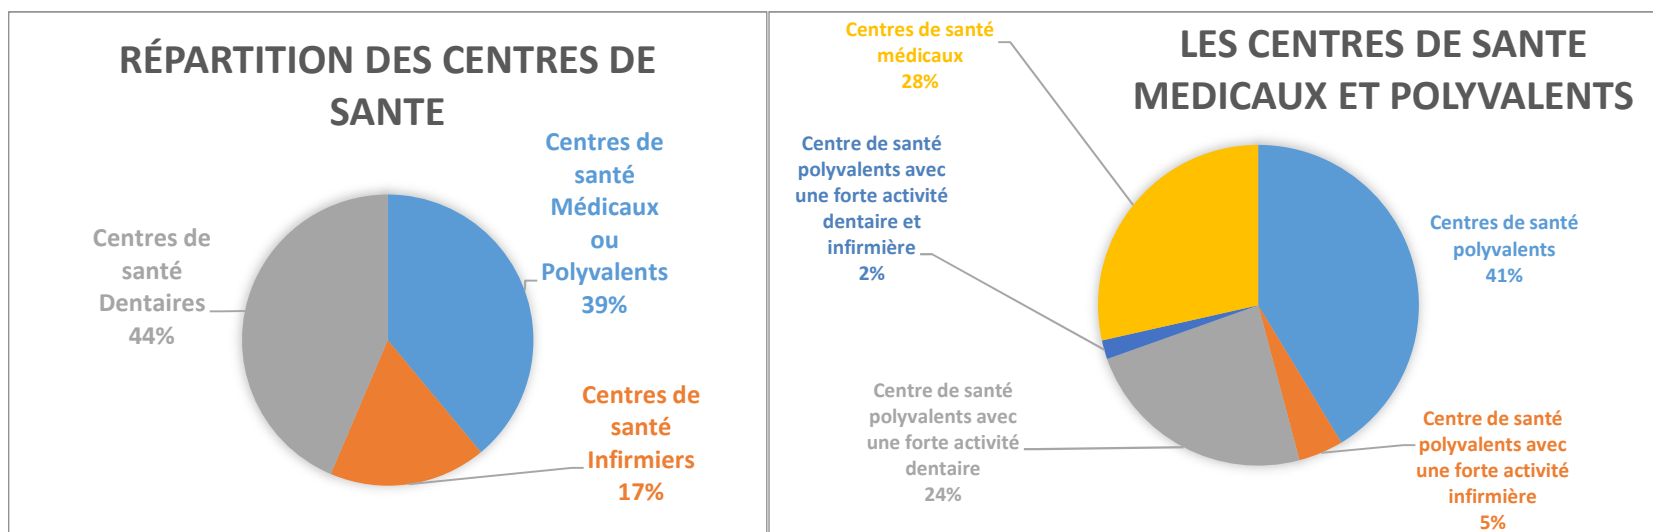 RÉPARTITION DES CENTRES DE
SANTE
Centres de
santé
Médicaux
ou
Polyvalents
39%
Centres de
santé
Dentaires
44%
Centres de
santé
Infirmiers
17%
LES CENTRES DE SANTE
MEDICAUX ET POLYVALENTS
Centres de santé
médicaux
28%
Centre de santé
polyvalents avec
une forte activité
dentaire et
infirmière
2%
Centres de santé
polyvalents
41%
Centre de santé
polyvalents avec
une forte activité
dentaire
24%
Centre de santé
polyvalents avec
une forte activité
infirmière
5%